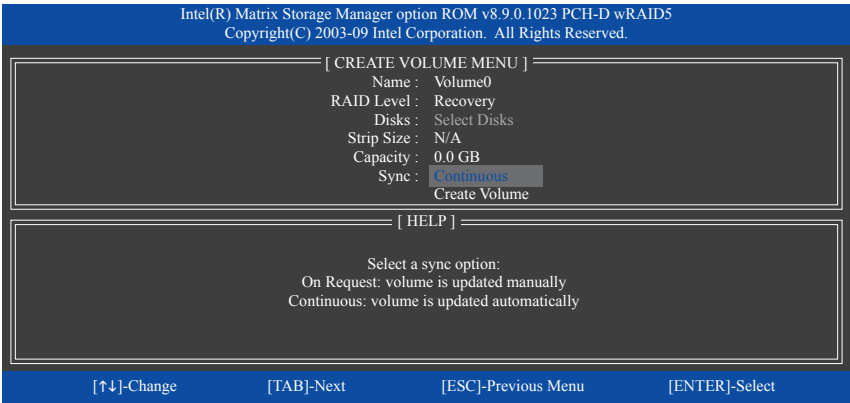 Intel(R) Matrix Storage Manager option ROM v8.9.0.1023 PCH-D wRAID5
Copyright(C) 2003-09 Intel Corporation.  All Rights Reserved.
[ CREATE VOLUME MENU ]
Name : Volume0
RAID Level : Recovery
Disks : Select Disks
Strip Size : N/A
Capacity : 0.0 GB
Sync : Continuous
Create Volume
[ HELP ]
Select a sync option:
On Request: volume is updated manually
Continuous: volume is updated automatically
[↑↓]-Change [TAB]-Next [ESC]-Previous Menu [ENTER]-Select